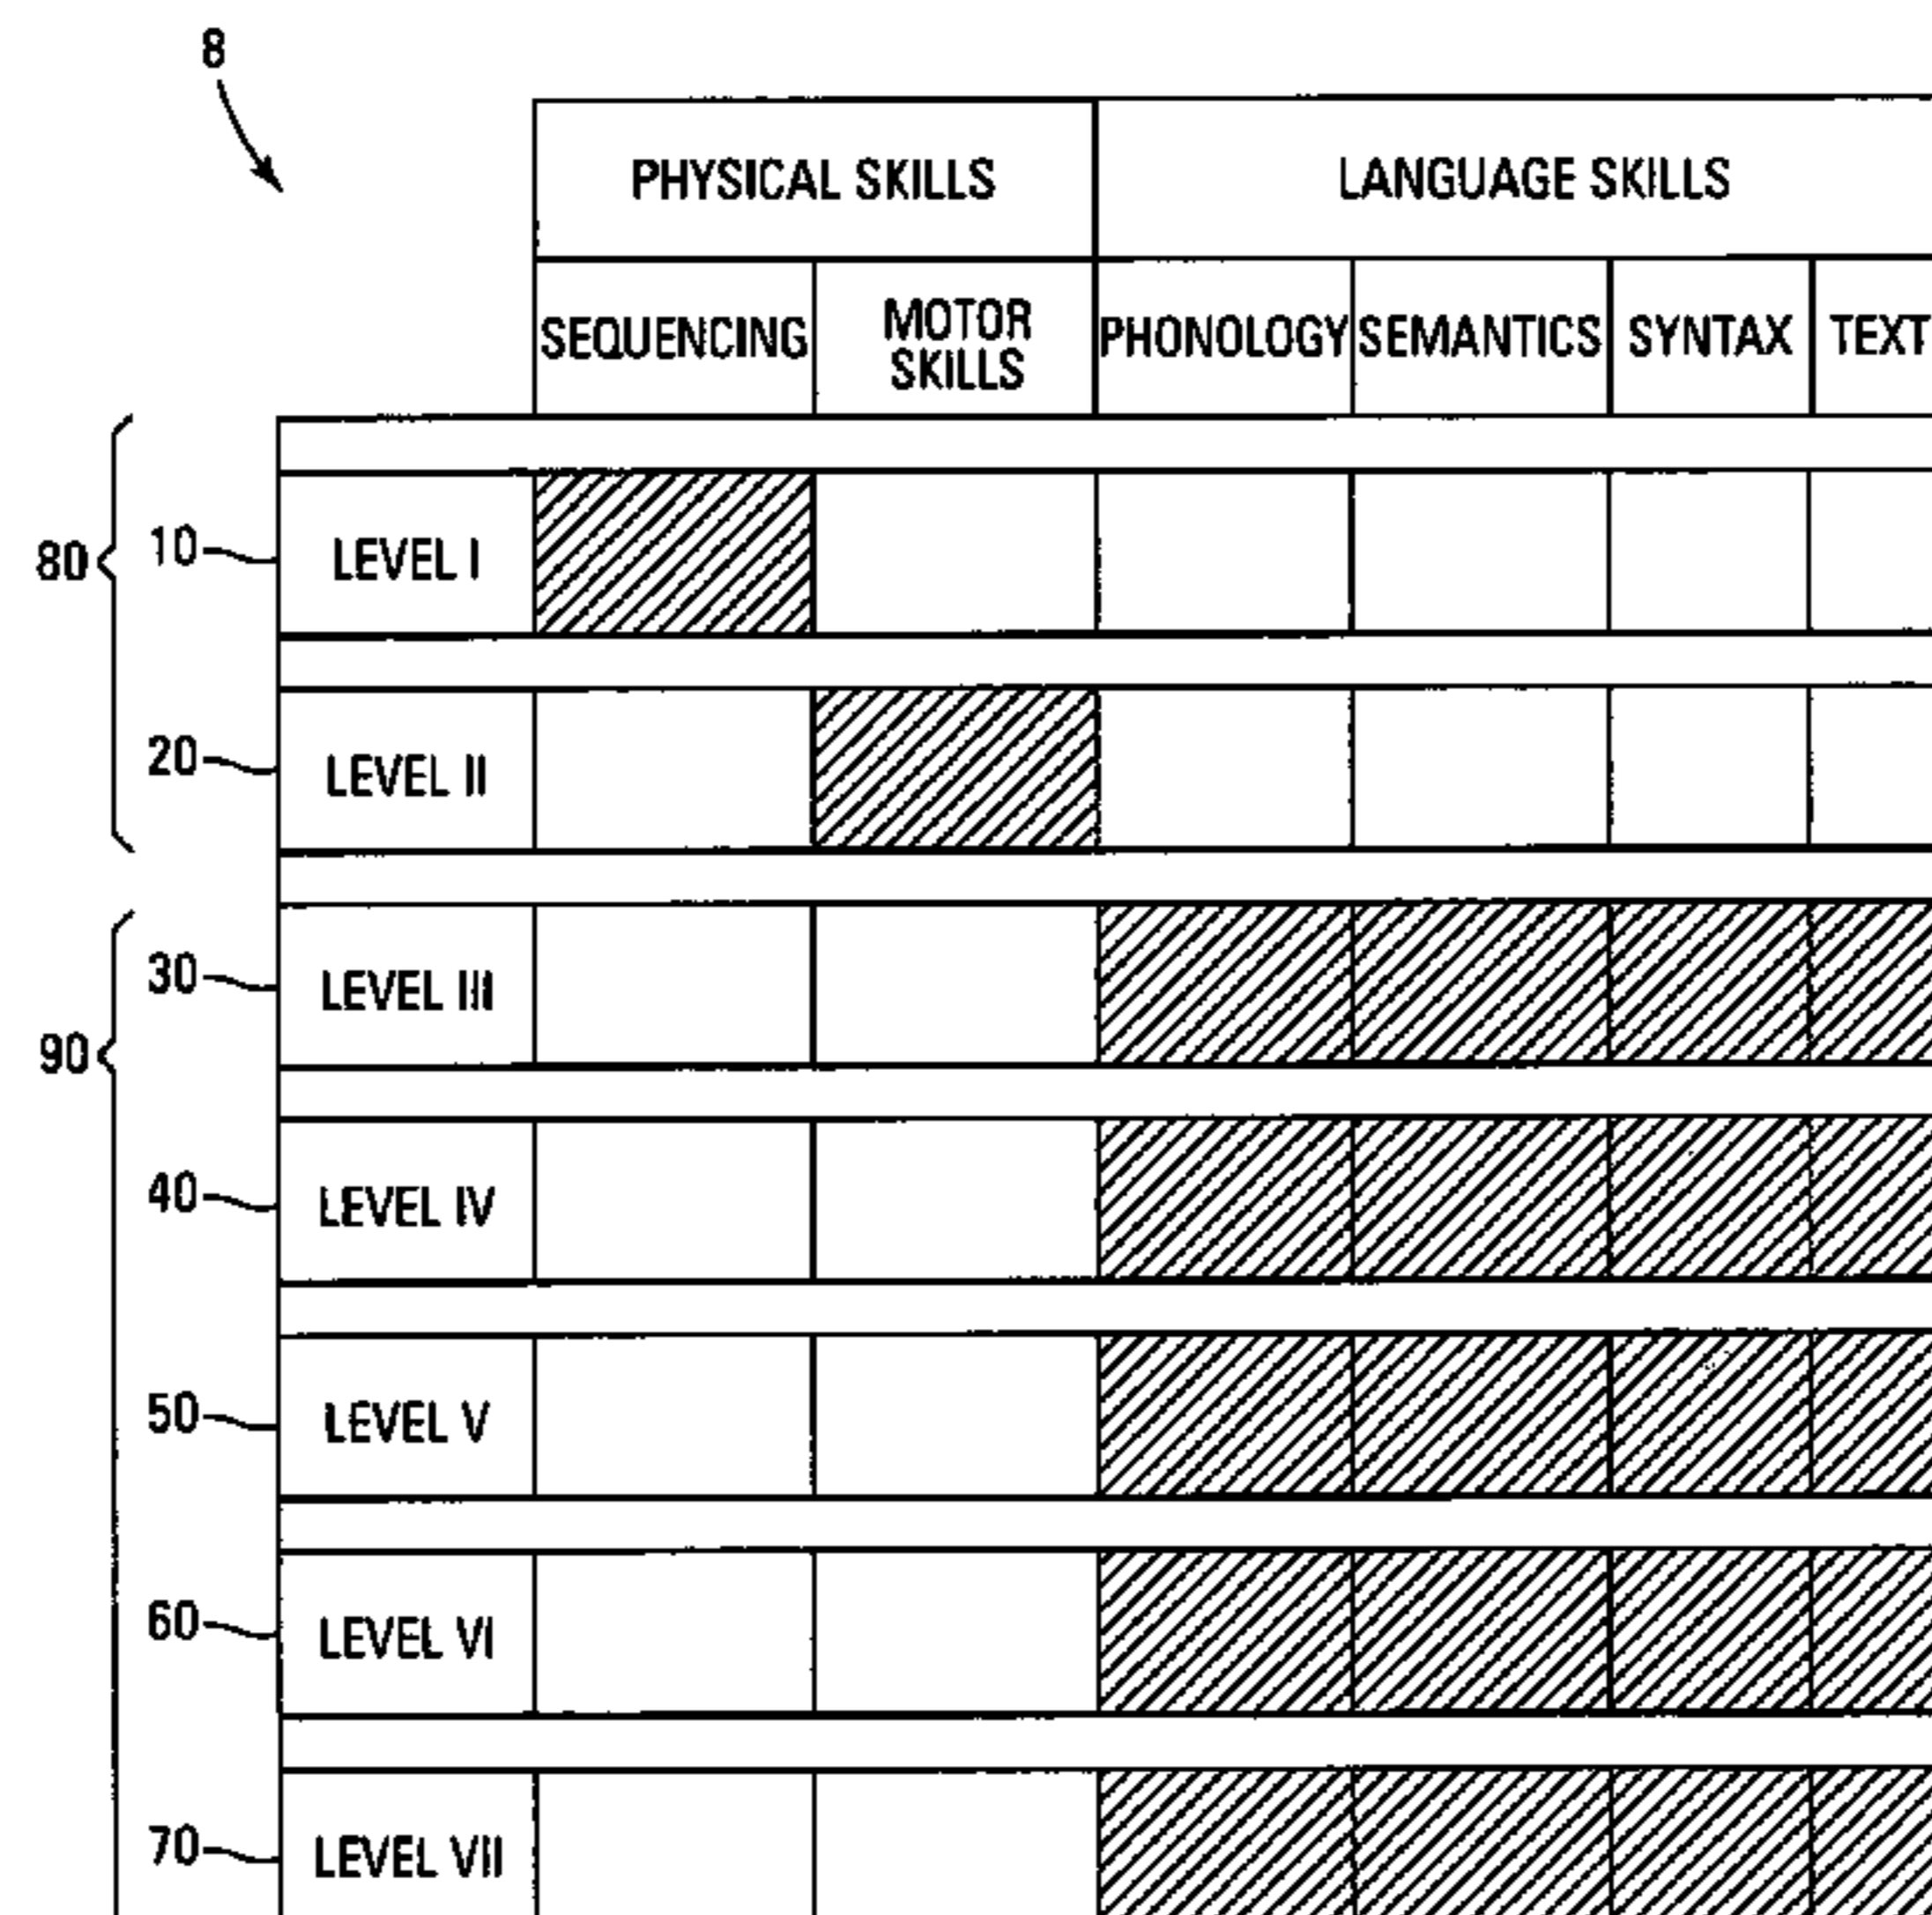 8
PHYSICAL SKILLS LANGUAGE SKILLS
SEQUENCING MOTOR SKILLS PHONOLOGY SEMANTICS SYNTAX TEXT
80
10 LEVEL I
20 LEVEL II
90
30 LEVEL III
40 LEVEL IV
50 LEVEL V
60 LEVEL VI
70 LEVEL VII